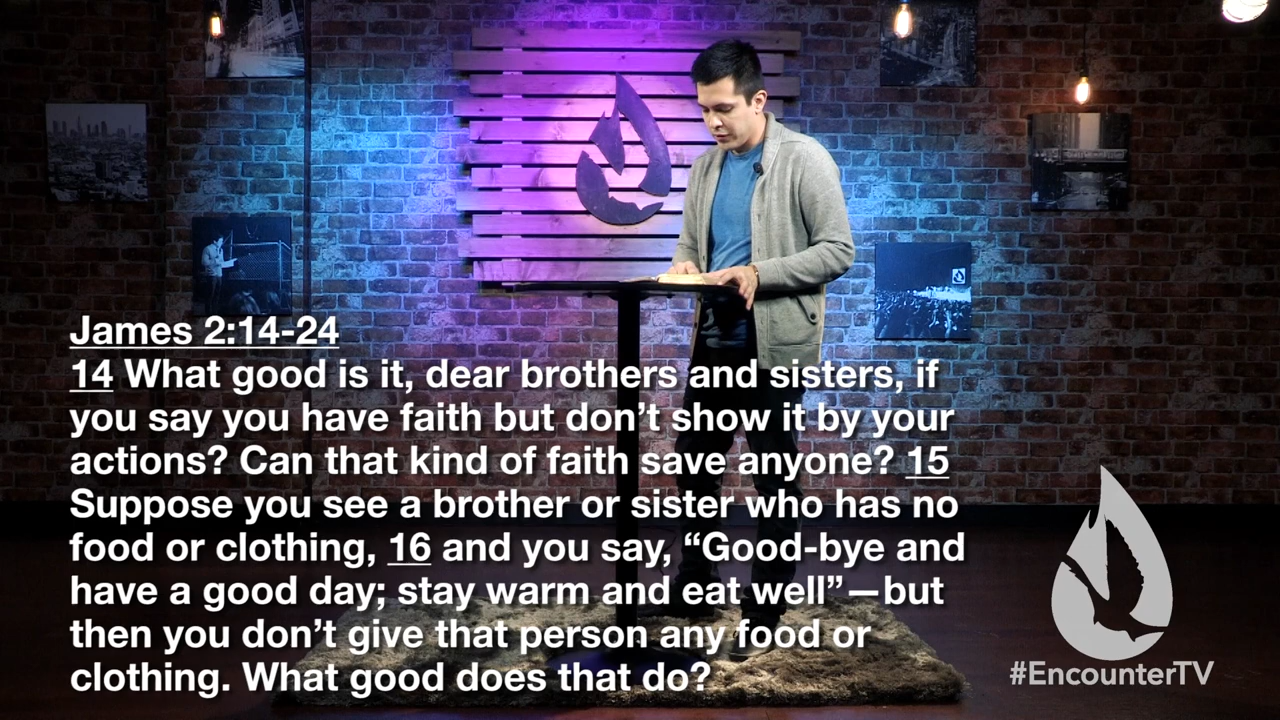 James 2:14-24
14 What good is it, dear brothers and sisters, if
you say you have faith but don’t show it by your
actions? Can that kind of faith save anyone? 15
Suppose you see a brother or sister who has no
food or clothing, 16 and you say, “Good-bye and
have a good day; stay warm and eat well”—but
then you don’t give that person any food or
clothing. What good does that do?
#EncounterTV